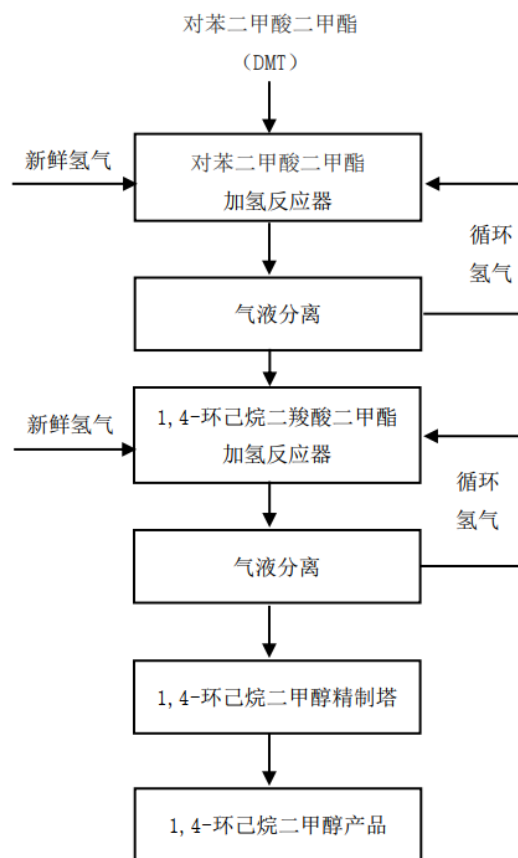 对苯二甲酸二甲酯
（DMT）
新鲜氢气
对苯二甲酸二甲酯
加氢反应器
循环
氢气
气液分离
新鲜氢气
1,4-环己烷二羧酸二甲酯
加氢反应器
循环
氢气
气液分离
1,4-环己烷二甲醇精制塔
1,4-环己烷二甲醇产品